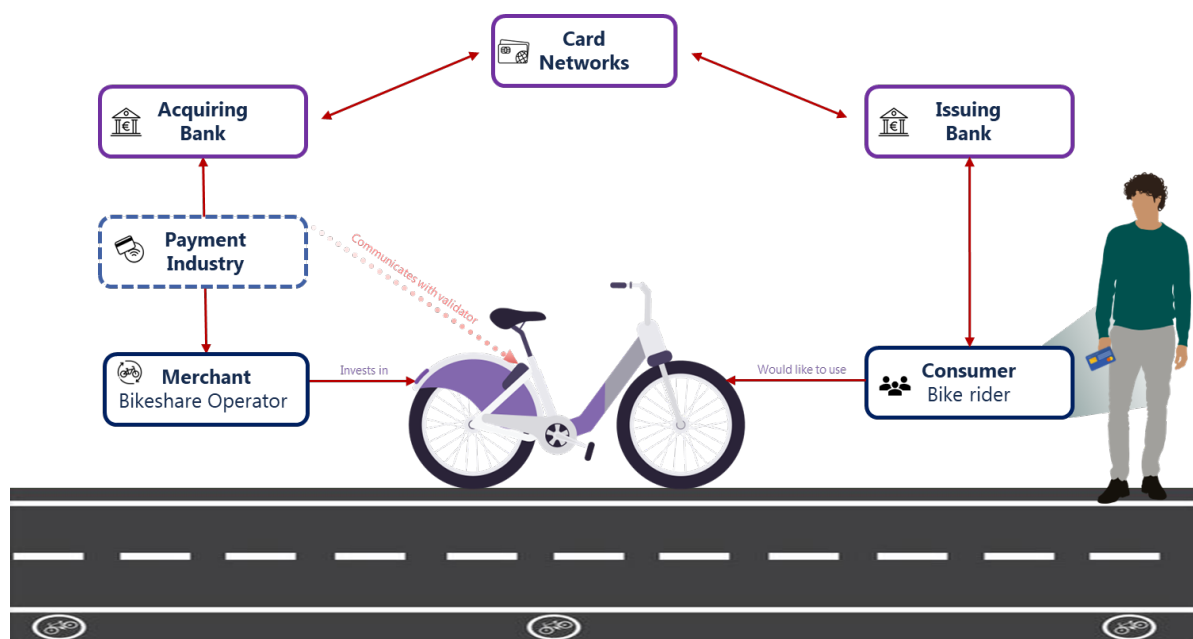 Card
Networks
Acquiring
Bank
Issuing
Bank
Payment
Industry
Communicates with validator
Merchant
Bikeshare Operator
Invests in
Would like to use
Consumer
Bike rider